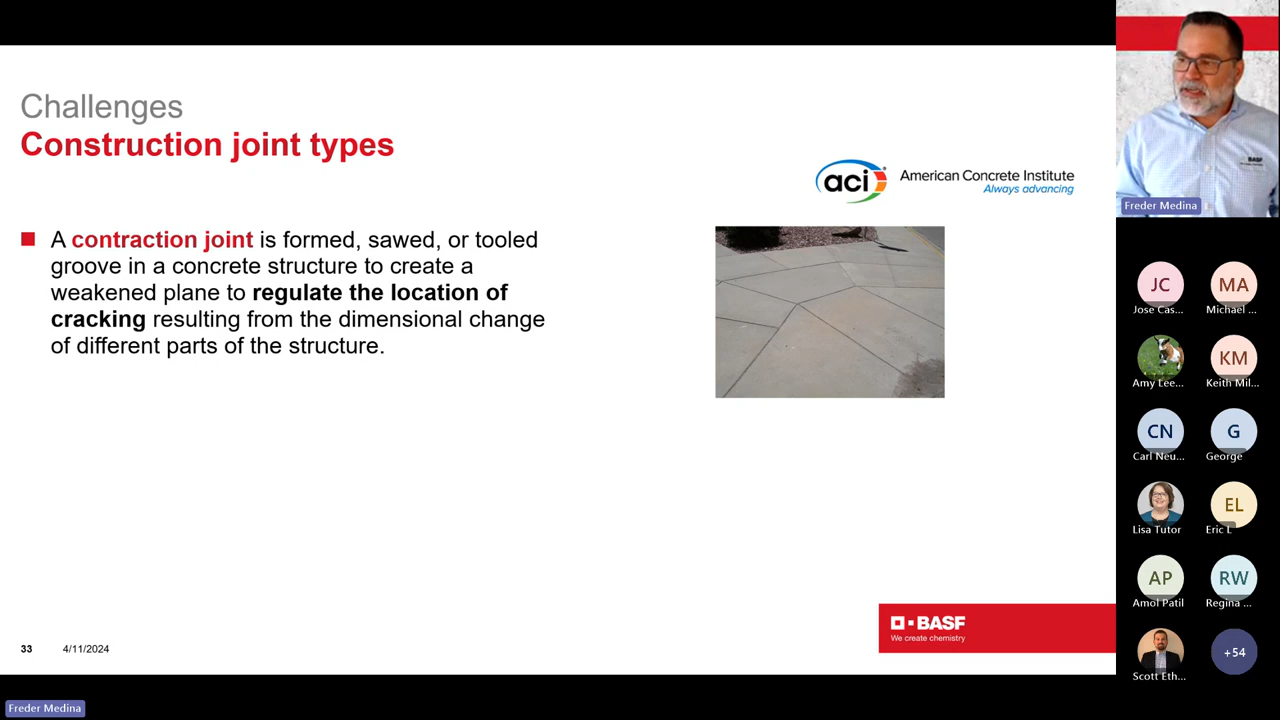 Challenges
Construction joint types
aci
American Concrete Institute
Always advancing
A contraction joint is formed, sawed, or tooled
groove in a concrete structure to create a
weakened plane to regulate the location of
cracking resulting from the dimensional change
of different parts of the structure.
BASF
We create chemistry
33
4/11/2024
Freder Medina
BASF
Freder Medina
JC
Jose Cas...
MA
Michael ...
Amy Lee...
KM
Keith Mil...
CN
Carl Neu...
G
George
Lisa Tutor
EL
Eric L
AP
Amol Patil
RW
Regina ...
Scott Eth...
+54